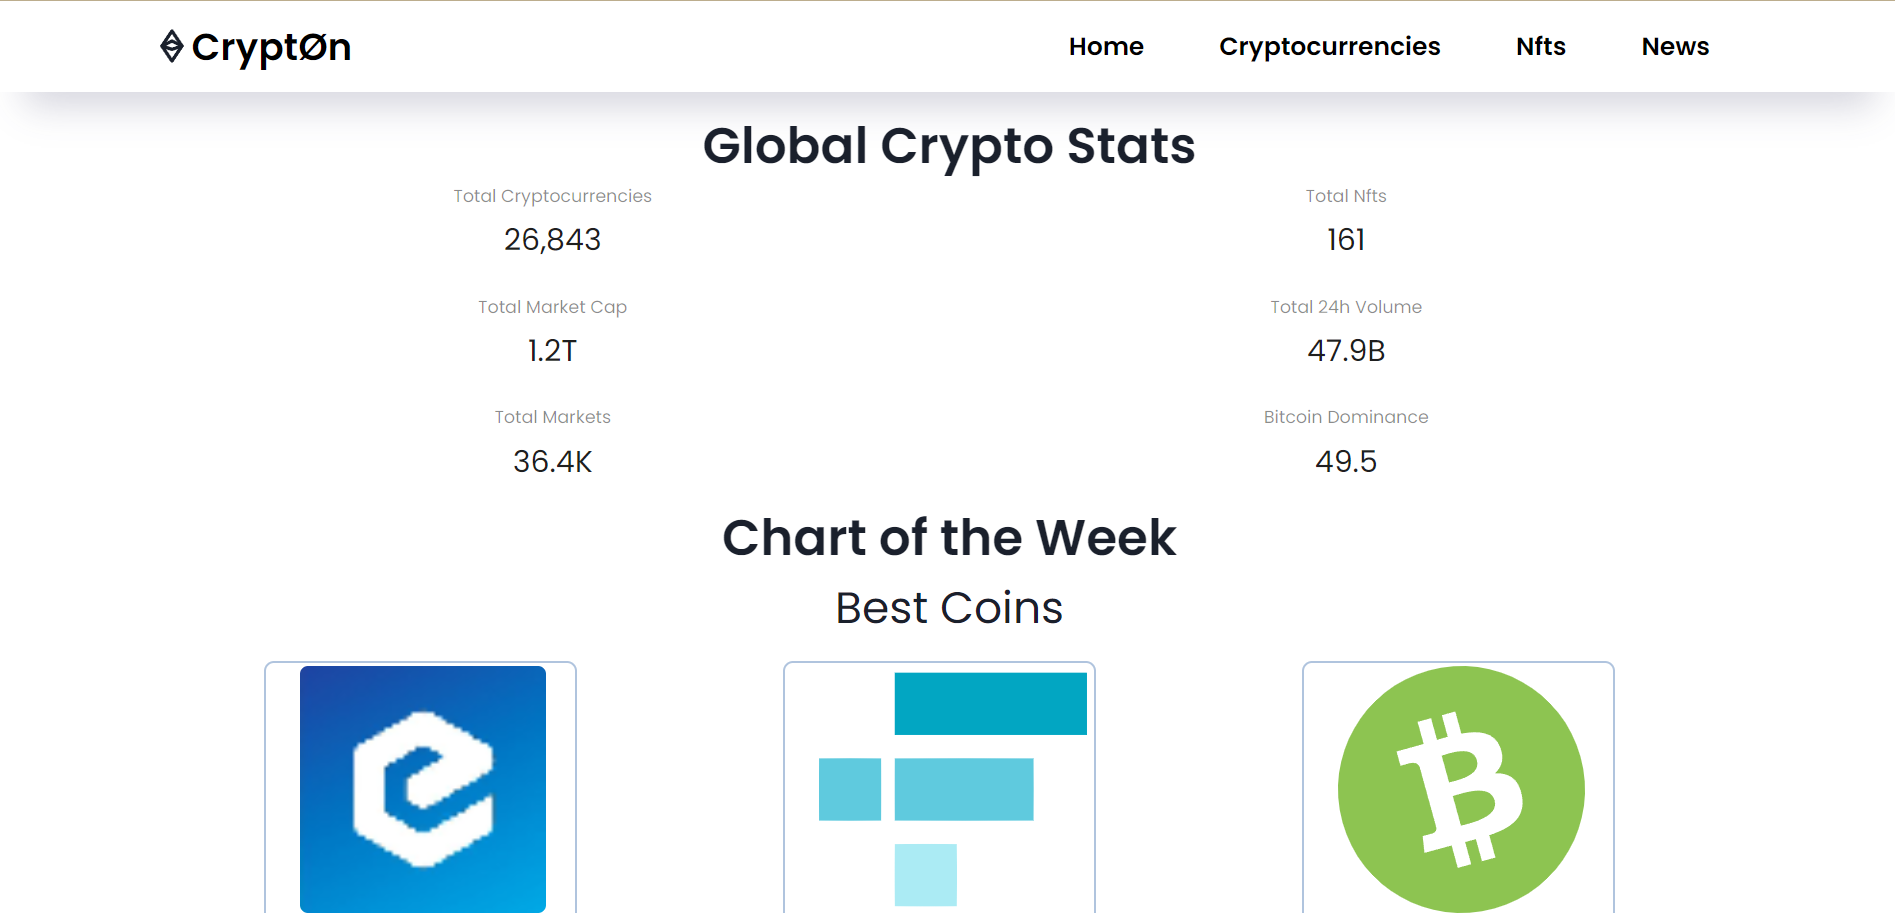 CryptØn
Home Cryptocurrencies Nfts News
Global Crypto Stats
Total Cryptocurrencies Total Nfts
26,843 161
Total Market Cap Total 24h Volume
1.2T 47.9B
Total Markets Bitcoin Dominance
36.4K 49.5
Chart of the Week
Best Coins